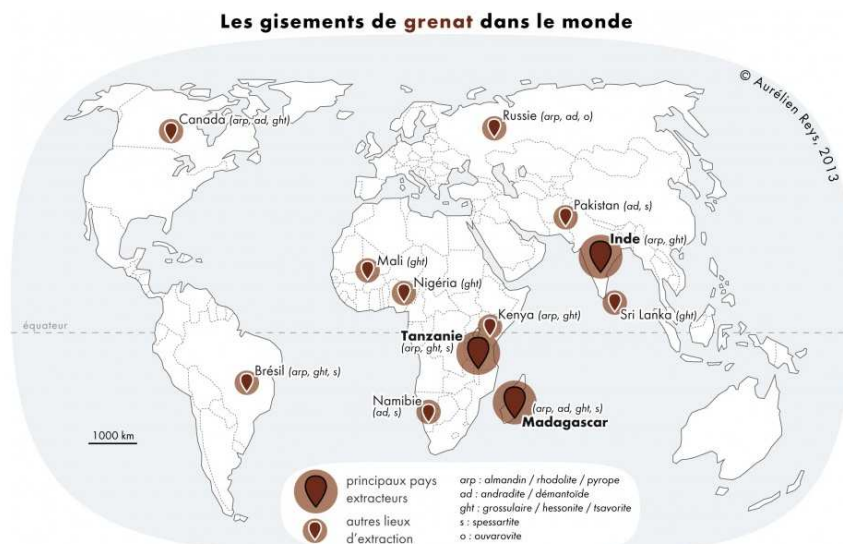 Les gisements de grenat dans le monde
© Aurélien Reys, 2013
Canada (arp, ad, ght)
Russie (arp, ad, o)
Pakistan (ad, s)
Inde (arp, ght)
Mali (ght)
Nigéria (ght)
Kenya (arp, ght)
Sri Lanka (ght)
équateur
Tanzanie
(arp, ght, s)
Brésil (arp, ght, s)
Namibie
(ad, s)
(arp, ad, ght, s)
Madagascar
1000 km
principaux pays
extracteurs
autres lieux
d'extraction
arp : almandin / rhodolite / pyrope
ad : andradite / démantoïde
ght : grossulaire / hessonite / tsavorite
s : spessartite
o : ouvarovite